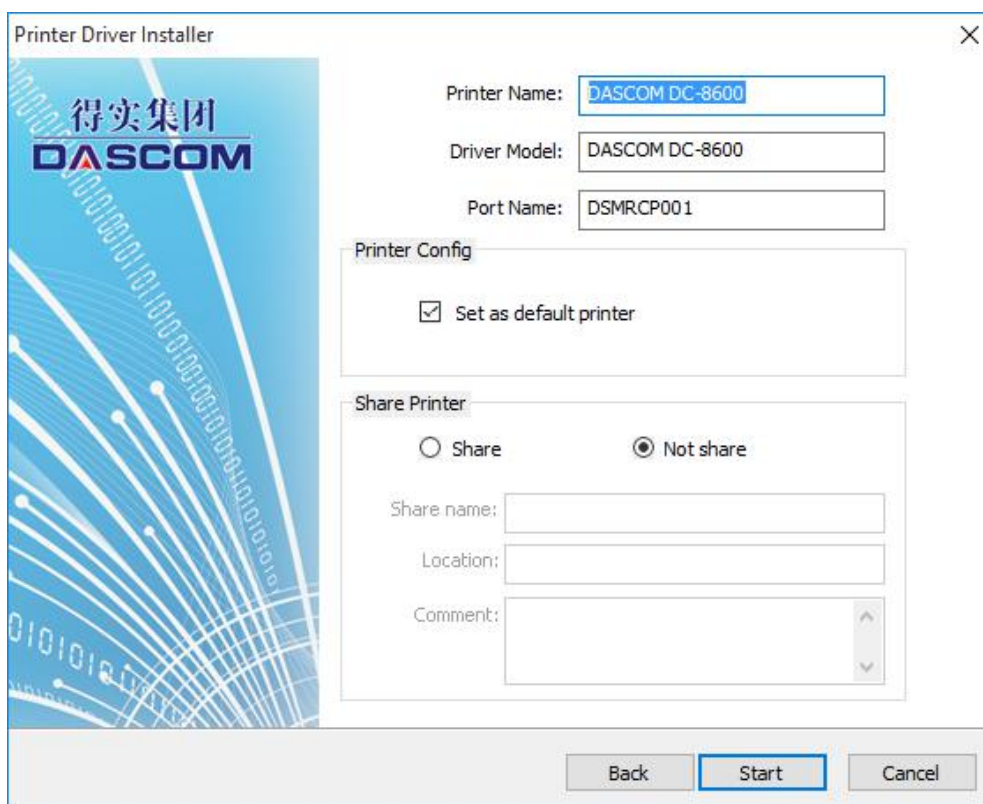 Printer Driver Installer
得实集团
DASCOM
Printer Name: DASCOM DC-8600
Driver Model: DASCOM DC-8600
Port Name: DSMRCP001
Printer Config
Set as default printer
Share Printer
Share Not share
Share name:
Location:
Comment:
Back Start Cancel